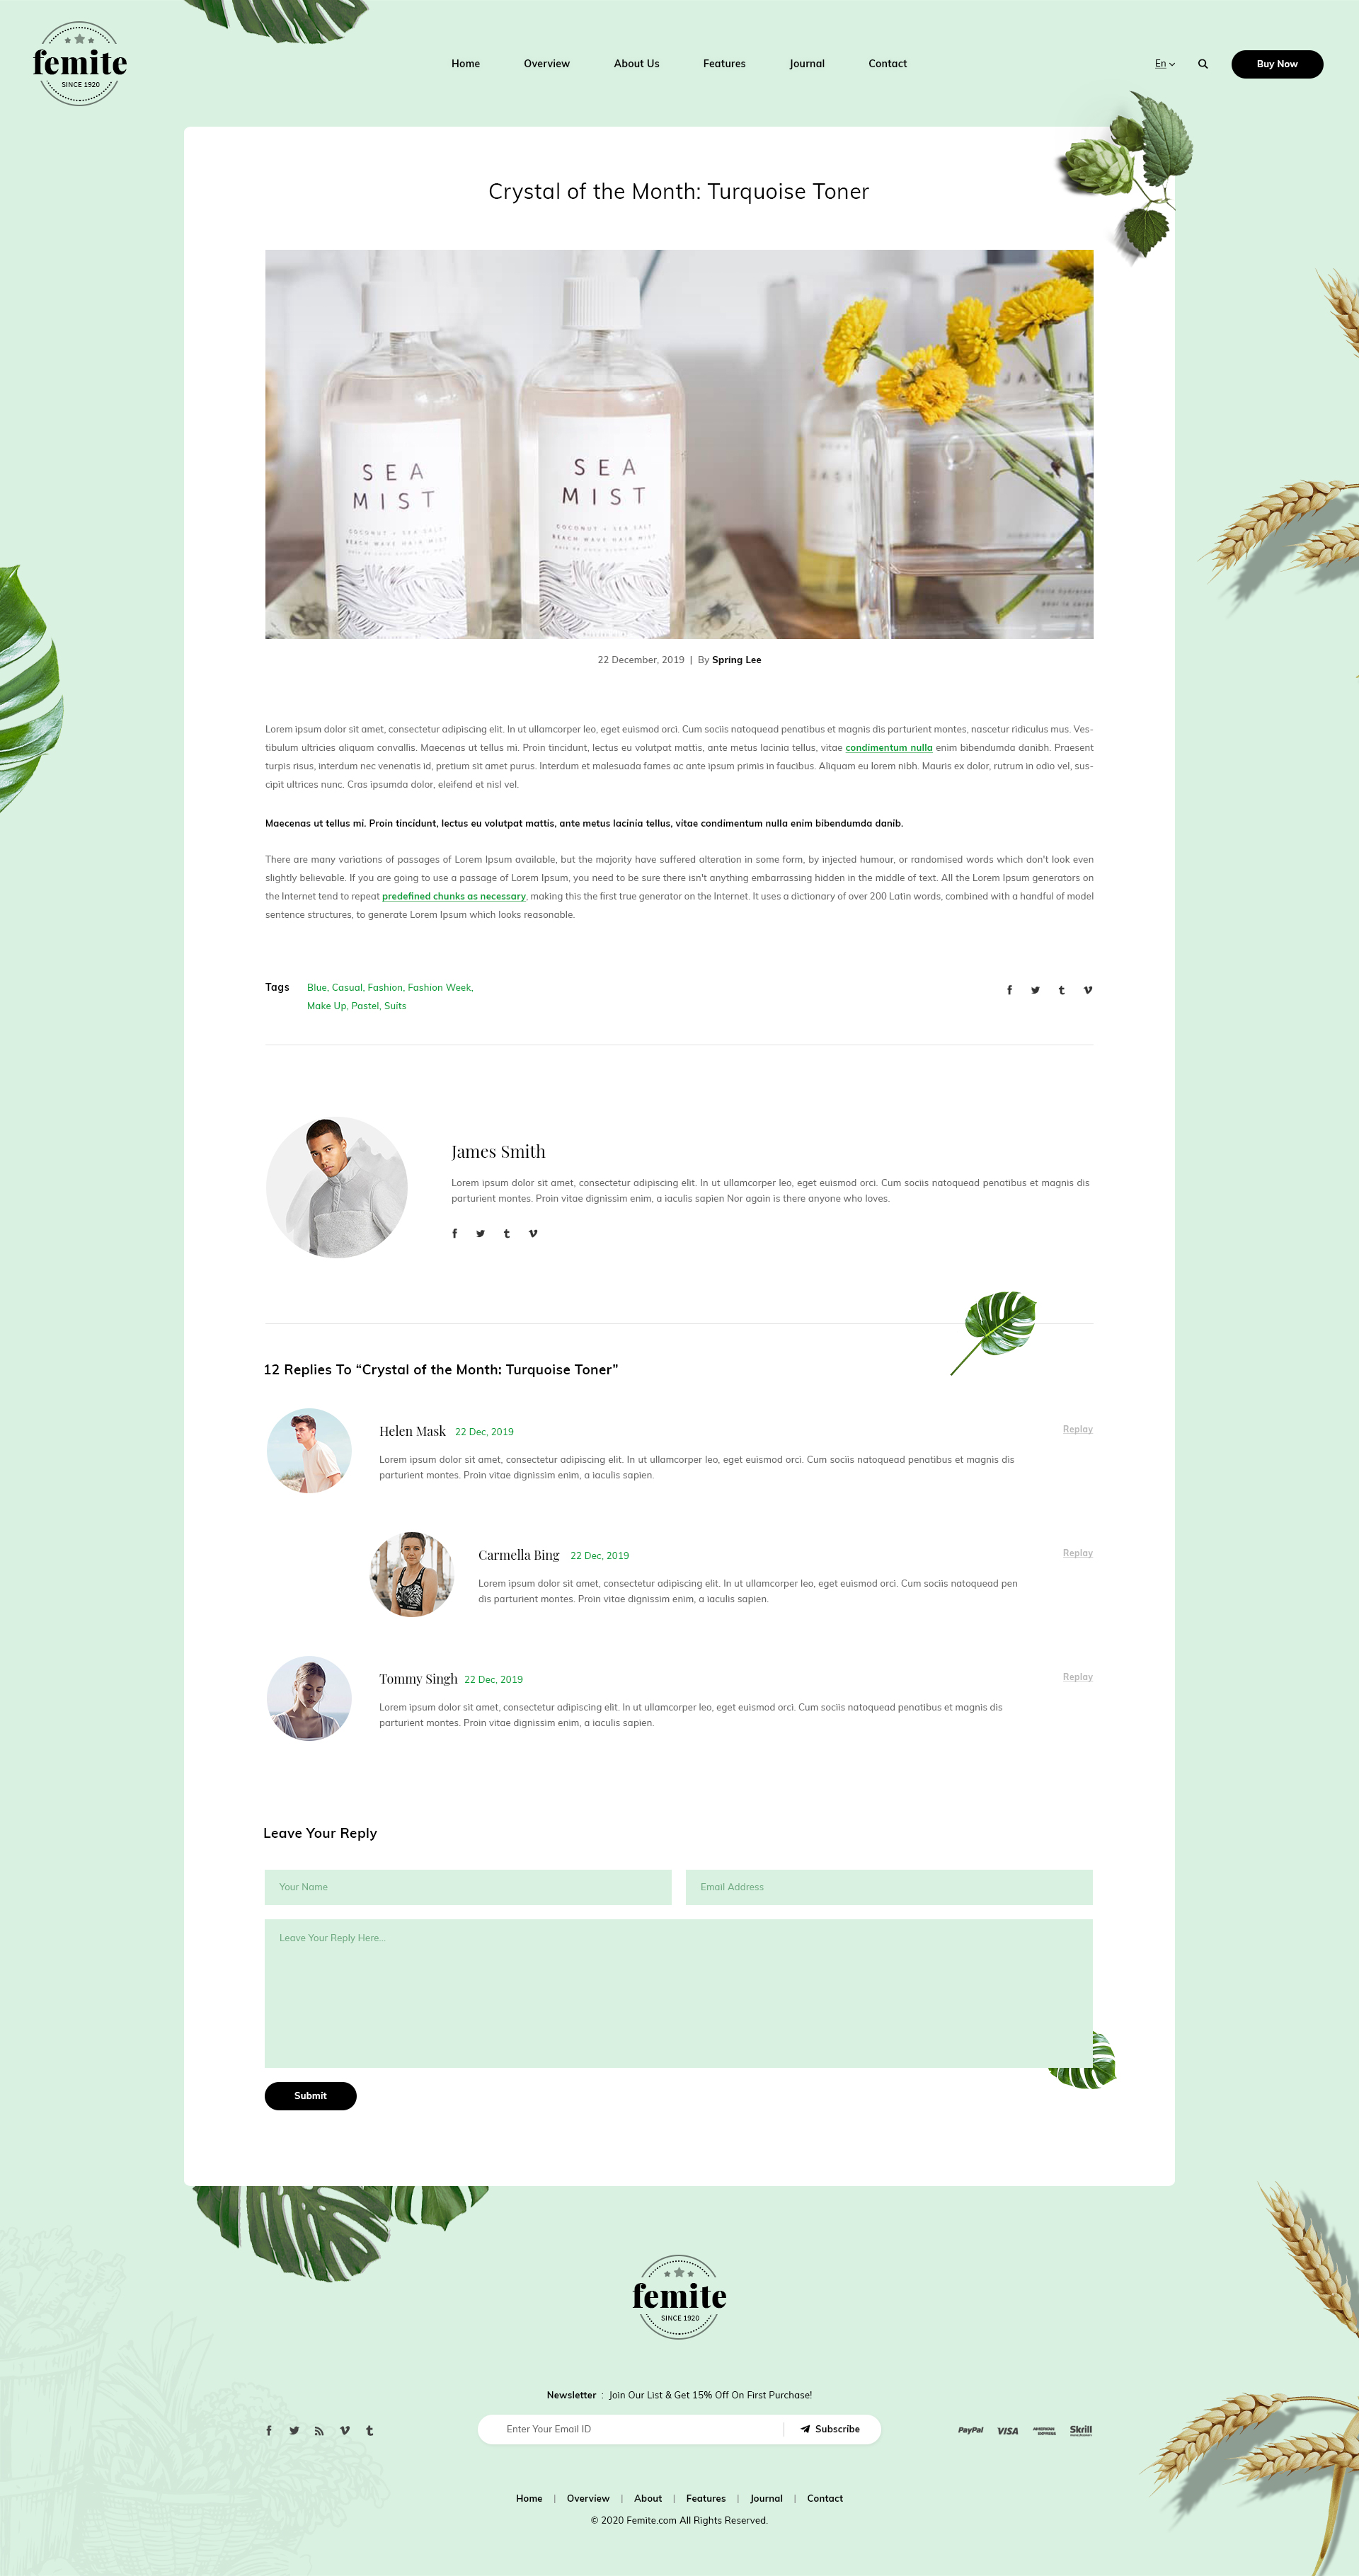 femite
SINCE 1920
Home Overview About Us Features Journal Contact
En
Buy Now
Crystal of the Month: Turquoise Toner
JASMIN
SEA
MIST
COCONUT + SEA SALT
BEACH WAVE HAIR MIST
SEA
MIST
COCONUT + SEA SALT
BEACH WAVE HAIR MIST
22 December, 2019 | By Spring Lee
Lorem ipsum dolor sit amet, consectetur adipiscing elit. In ut ullamcorper leo, eget euismod orci. Cum sociis natoquead penatibus et magnis dis parturient montes, nascetur ridiculus mus. Ves-
tibulum ultricies aliquam convallis. Maecenas ut tellus mi. Proin tincidunt, lectus eu volutpat mattis, ante metus lacinia tellus, vitae condimentum nulla enim bibendumda danibh. Praesent
turpis risus, interdum nec venenatis id, pretium sit amet purus. Interdum et malesuada fames ac ante ipsum primis in faucibus. Aliquam eu lorem nibh. Mauris ex dolor, rutrum in odio vel, sus-
cipit ultrices nunc. Cras ipsumda dolor, eleifend et nisl vel.
Maecenas ut tellus mi. Proin tincidunt, lectus eu volutpat mattis, ante metus lacinia tellus, vitae condimentum nulla enim bibendumda danib.
There are many variations of passages of Lorem Ipsum available, but the majority have suffered alteration in some form, by injected humour, or randomised words which don't look even
slightly believable. If you are going to use a passage of Lorem Ipsum, you need to be sure there isn't anything embarrassing hidden in the middle of text. All the Lorem Ipsum generators on
the Internet tend to repeat predefined chunks as necessary, making this the first true generator on the Internet. It uses a dictionary of over 200 Latin words, combined with a handful of model
sentence structures, to generate Lorem Ipsum which looks reasonable.
Tags Blue, Casual, Fashion, Fashion Week,
Make Up, Pastel, Suits
James Smith
Lorem ipsum dolor sit amet, consectetur adipiscing elit. In ut ullamcorper leo, eget euismod orci. Cum sociis natoquead penatibus et magnis dis
parturient montes. Proin vitae dignissim enim, a iaculis sapien Nor again is there anyone who loves.
12 Replies To “Crystal of the Month: Turquoise Toner”
Helen Mask 22 Dec, 2019 Replay
Lorem ipsum dolor sit amet, consectetur adipiscing elit. In ut ullamcorper leo, eget euismod orci. Cum sociis natoquead penatibus et magnis dis
parturient montes. Proin vitae dignissim enim, a iaculis sapien.
Carmella Bing 22 Dec, 2019 Replay
Lorem ipsum dolor sit amet, consectetur adipiscing elit. In ut ullamcorper leo, eget euismod orci. Cum sociis natoquead pen
dis parturient montes. Proin vitae dignissim enim, a iaculis sapien.
Tommy Singh 22 Dec, 2019 Replay
Lorem ipsum dolor sit amet, consectetur adipiscing elit. In ut ullamcorper leo, eget euismod orci. Cum sociis natoquead penatibus et magnis dis
parturient montes. Proin vitae dignissim enim, a iaculis sapien.
Leave Your Reply
Your Name Email Address
Leave Your Reply Here...
Submit
femite
SINCE 1920
Newsletter : Join Our List & Get 15% Off On First Purchase!
Enter Your Email ID Subscribe
PayPal VISA AMERICAN EXPRESS Skrill
Home | Overview | About | Features | Journal | Contact
© 2020 Femite.com All Rights Reserved.